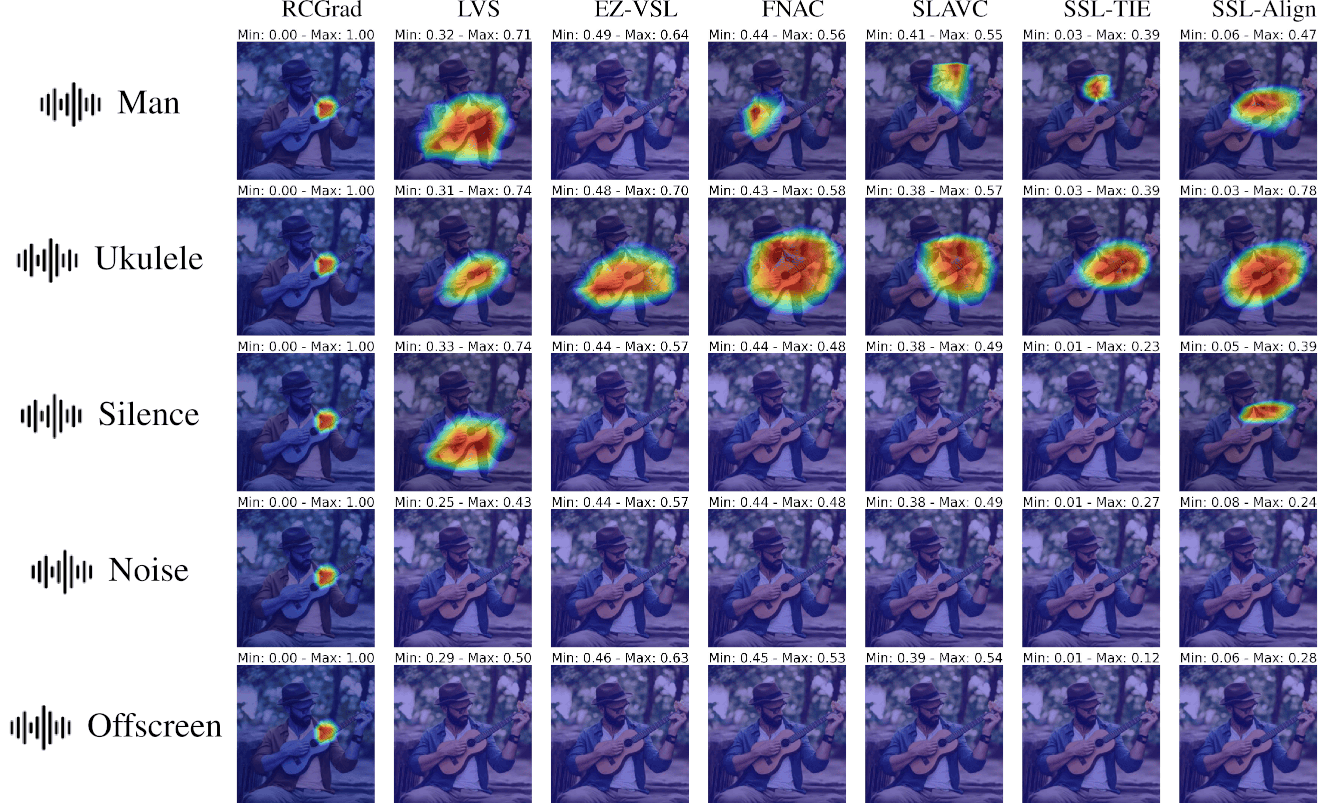 RCGrad LVS EZ-VSL FNAC SLAVC SSL-TIE SSL-Align
Min: 0.00 - Max: 1.00 Min: 0.32 - Max: 0.71 Min: 0.49 - Max: 0.64 Min: 0.44 - Max: 0.56 Min: 0.41 - Max: 0.55 Min: 0.03 - Max: 0.39 Min: 0.06 - Max: 0.47
Man
Min: 0.00 - Max: 1.00 Min: 0.31 - Max: 0.74 Min: 0.48 - Max: 0.70 Min: 0.43 - Max: 0.58 Min: 0.38 - Max: 0.57 Min: 0.03 - Max: 0.39 Min: 0.03 - Max: 0.78
Ukulele
Min: 0.00 - Max: 1.00 Min: 0.33 - Max: 0.74 Min: 0.44 - Max: 0.57 Min: 0.44 - Max: 0.48 Min: 0.38 - Max: 0.49 Min: 0.01 - Max: 0.23 Min: 0.05 - Max: 0.39
Silence
Min: 0.00 - Max: 1.00 Min: 0.25 - Max: 0.43 Min: 0.44 - Max: 0.57 Min: 0.44 - Max: 0.48 Min: 0.38 - Max: 0.49 Min: 0.01 - Max: 0.27 Min: 0.08 - Max: 0.24
Noise
Min: 0.00 - Max: 1.00 Min: 0.29 - Max: 0.50 Min: 0.46 - Max: 0.63 Min: 0.45 - Max: 0.53 Min: 0.39 - Max: 0.54 Min: 0.01 - Max: 0.12 Min: 0.06 - Max: 0.28
Offscreen